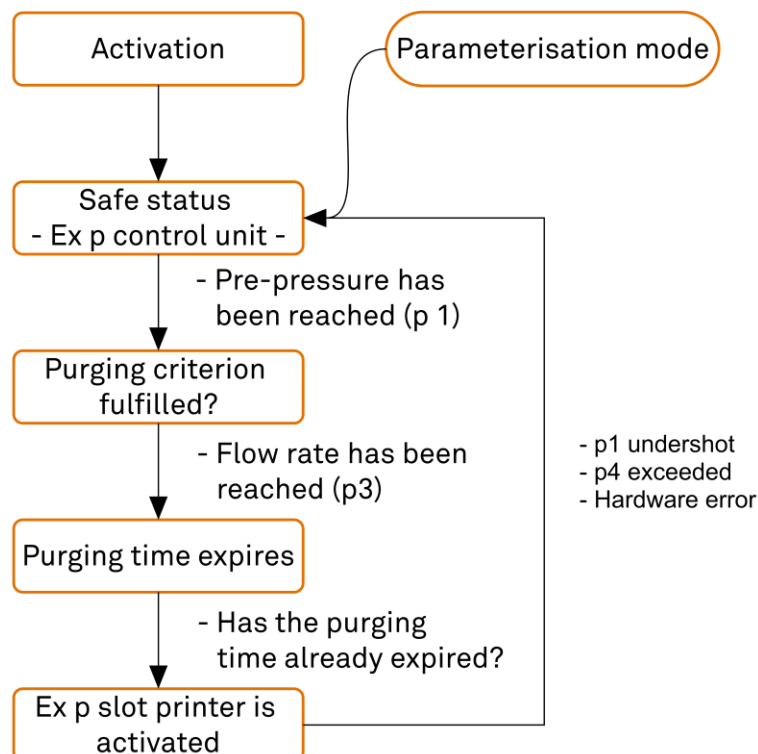 Activation
Parameterisation mode
Safe status
- Ex p control unit -
- Pre-pressure has
been reached (p 1)
Purging criterion
fulfilled?
- Flow rate has been
reached (p3)
- p1 undershot
- p4 exceeded
- Hardware error
Purging time expires
- Has the purging
time already expired?
Ex p slot printer is
activated